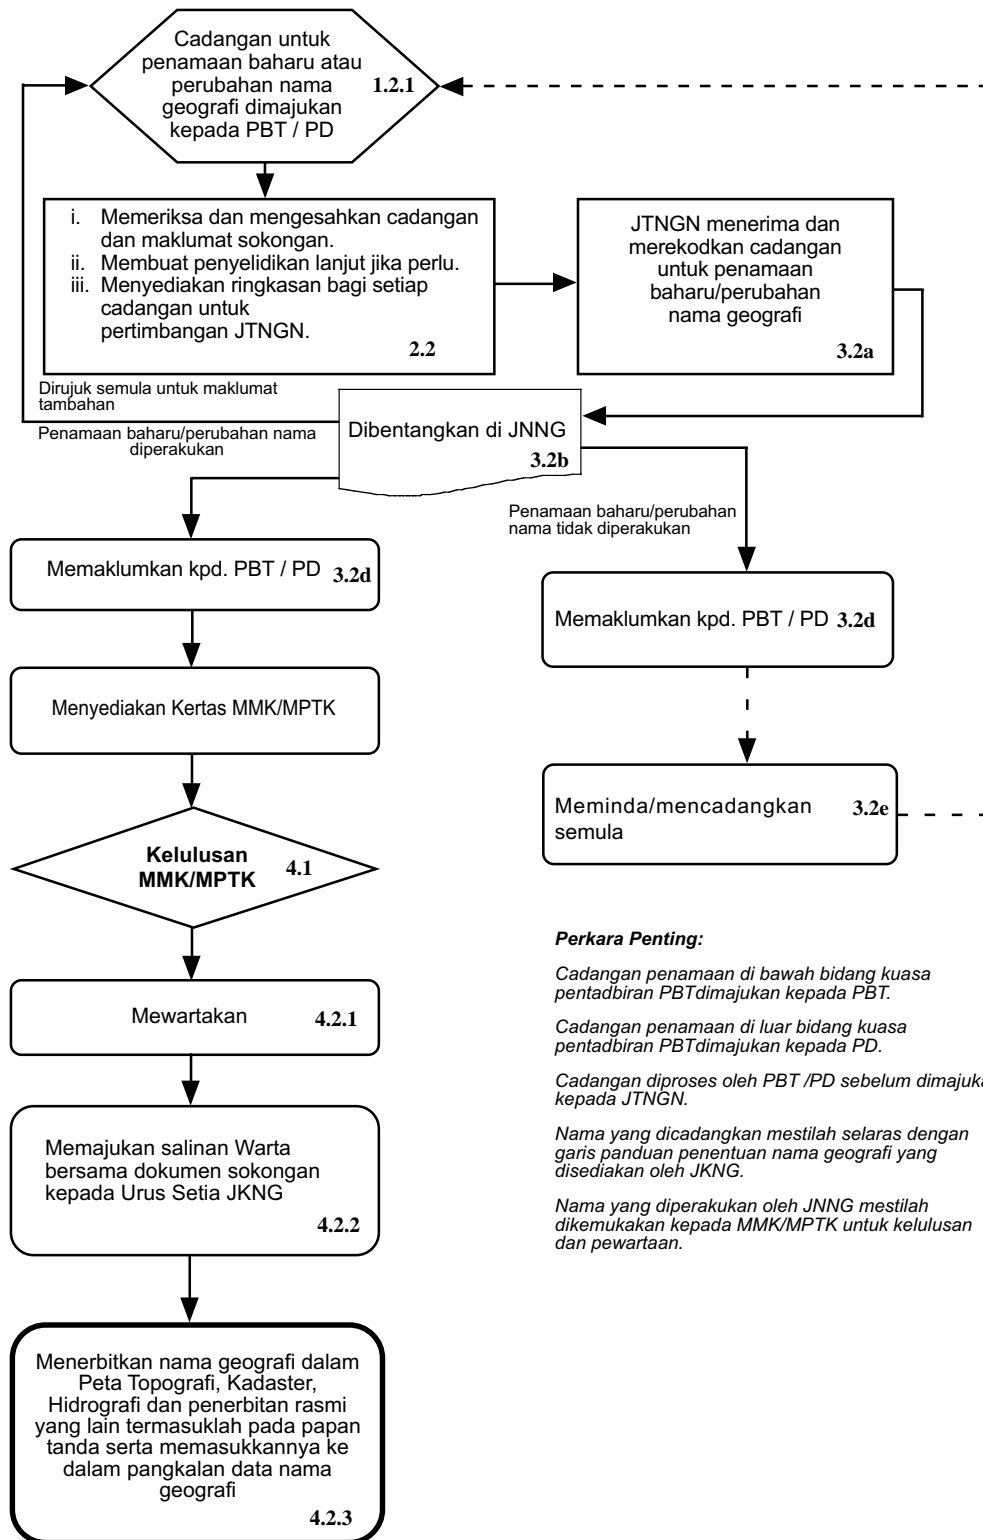 Cadangan untuk
penamaan baharu atau
perubahan nama
geografi dimajukan
kepada PBT / PD
1.2.1
i. Memeriksa dan mengesahkan cadangan
dan maklumat sokongan.
ii. Membuat penyelidikan lanjut jika perlu.
iii. Menyediakan ringkasan bagi setiap
cadangan untuk
pertimbangan JTNGN.
2.2
JTNGN menerima dan
merekodkan cadangan
untuk penamaan
baharu/perubahan
nama geografi
3.2a
Dirujuk semula untuk maklumat
tambahan
Dibentangkan di JNNG
3.2b
Penamaan baharu/perubahan nama
diperakukan
Penamaan baharu/perubahan
nama tidak diperakukan
Memaklumkan kpd. PBT / PD 3.2d
Memaklumkan kpd. PBT / PD 3.2d
Menyediakan Kertas MMK/MPTK
Meminda/mencadangkan
semula
3.2e
Kelulusan
MMK/MPTK
4.1
Mewartakan 4.2.1
Memajukan salinan Warta
bersama dokumen sokongan
kepada Urus Setia JKNG
4.2.2
Menerbitkan nama geografi dalam
Peta Topografi, Kadaster,
Hidrografi dan penerbitan rasmi
yang lain termasuklah pada papan
tanda serta memasukkannya ke
dalam pangkalan data nama
geografi
4.2.3
Perkara Penting:
Cadangan penamaan di bawah bidang kuasa
pentadbiran PBTdimajukan kepada PBT.
Cadangan penamaan di luar bidang kuasa
pentadbiran PBTdimajukan kepada PD.
Cadangan diproses oleh PBT /PD sebelum dimajuka
kepada JTNGN.
Nama yang dicadangkan mestilah selaras dengan
garis panduan penentuan nama geografi yang
disediakan oleh JKNG.
Nama yang diperakukan oleh JNNG mestilah
dikemukakan kepada MMK/MPTK untuk kelulusan
dan pewartaan.